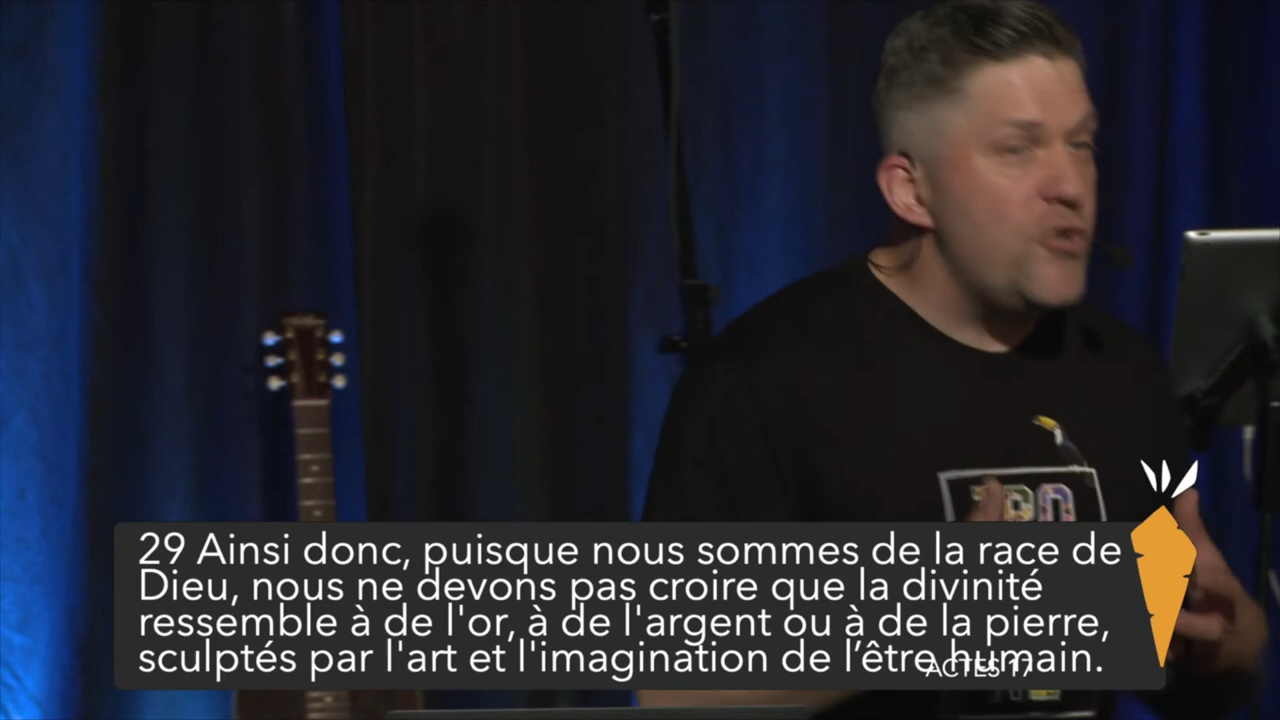 29 Ainsi donc, puisque nous sommes de la race de
Dieu, nous ne devons pas croire que la divinité
ressemble à de l'or, à de l'argent ou à de la pierre,
sculptés par l'art et l'imagination de l’être humain.
ACTES 17